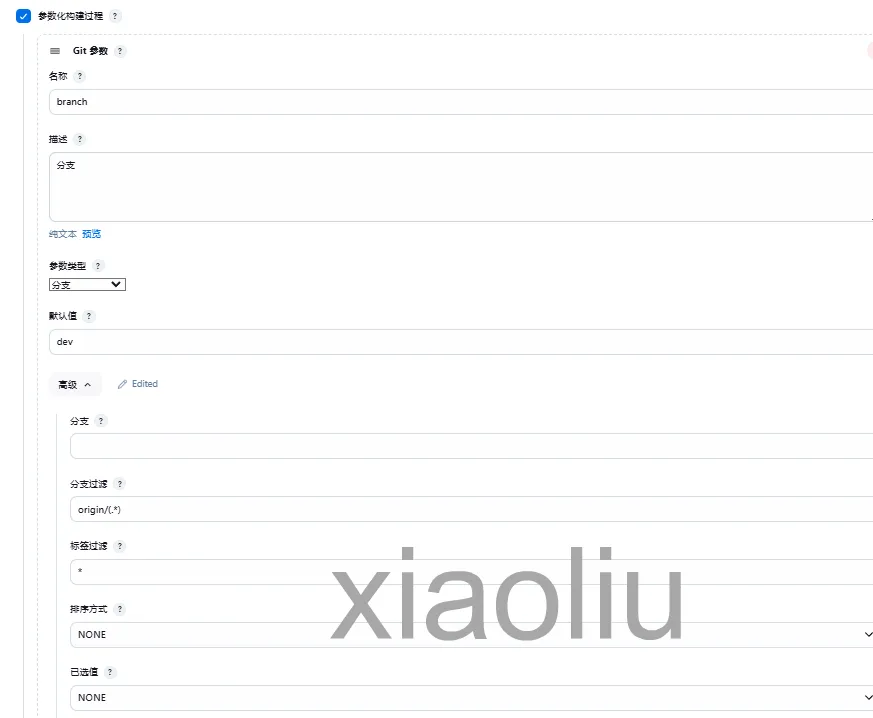 参数化构建过程 ?
Git 参数 ?
名称 ?
branch
描述 ?
分支
纯文本 预览
参数类型 ?
分支
默认值 ?
dev
高级 Edited
分支 ?
分支过滤 ?
origin/(.*)
标签过滤 ?
*
排序方式 ?
NONE
已选值 ?
NONE
xiaoliu